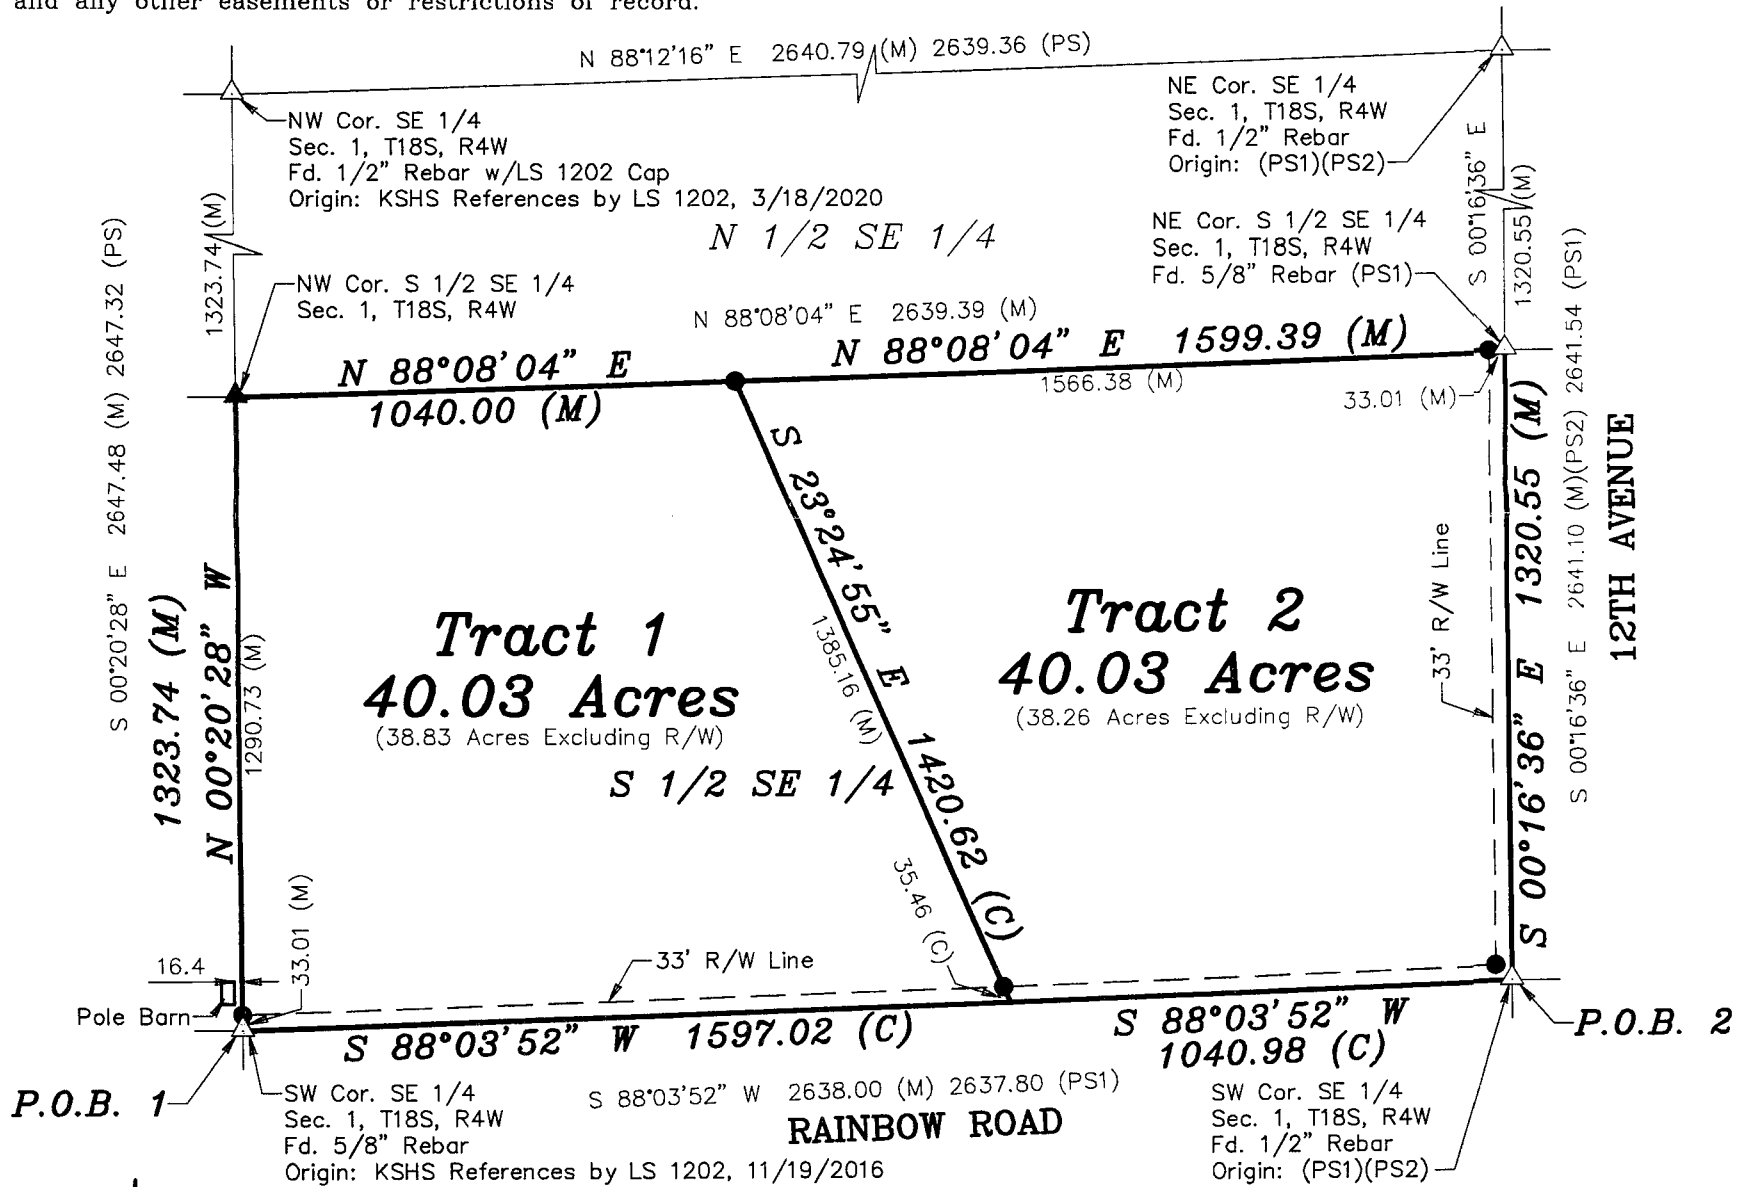 and any other easements or restrictions of record.
N 88°12'16" E 2640.79 (M) 2639.36 (PS)
NW Cor. SE 1/4
Sec. 1, T18S, R4W
Fd. 1/2" Rebar w/LS 1202 Cap
Origin: KSHS References by LS 1202, 3/18/2020
NE Cor. SE 1/4
Sec. 1, T18S, R4W
Fd. 1/2" Rebar
Origin: (PS1)(PS2)
N 1/2 SE 1/4
NE Cor. S 1/2 SE 1/4
Sec. 1, T18S, R4W
Fd. 5/8" Rebar (PS1)
S 00°16'36" E
1320.55 (M)
1323.74 (M)
S 00°20'28" E 2647.48 (M) 2647.32 (PS)
NW Cor. S 1/2 SE 1/4
Sec. 1, T18S, R4W
N 88°08'04" E 2639.39 (M)
N 88°08'04" E
1040.00 (M)
N 88°08'04" E 1599.39 (M)
1566.38 (M)
33.01 (M)
S 23°24'55" E 1420.62 (C)
1385.16 (M)
35.46 (C)
Tract 1
40.03 Acres
(38.83 Acres Excluding R/W)
Tract 2
40.03 Acres
(38.26 Acres Excluding R/W)
S 1/2 SE 1/4
1323.74 (M)
N 00°20'28" W
1290.73 (M)
33' R/W Line
S 00°16'36" E 1320.55 (M)
S 00°16'36" E 2641.10 (M)(PS2) 2641.54 (PS1)
12TH AVENUE
33.01 (M)
16.4
Pole Barn
33' R/W Line
S 88°03'52" W 1597.02 (C)
S 88°03'52" W
1040.98 (C)
P.O.B. 2
P.O.B. 1
SW Cor. SE 1/4
Sec. 1, T18S, R4W
Fd. 5/8" Rebar
Origin: KSHS References by LS 1202, 11/19/2016
S 88°03'52" W 2638.00 (M) 2637.80 (PS1)
RAINBOW ROAD
SW Cor. SE 1/4
Sec. 1, T18S, R4W
Fd. 1/2" Rebar
Origin: (PS1)(PS2)